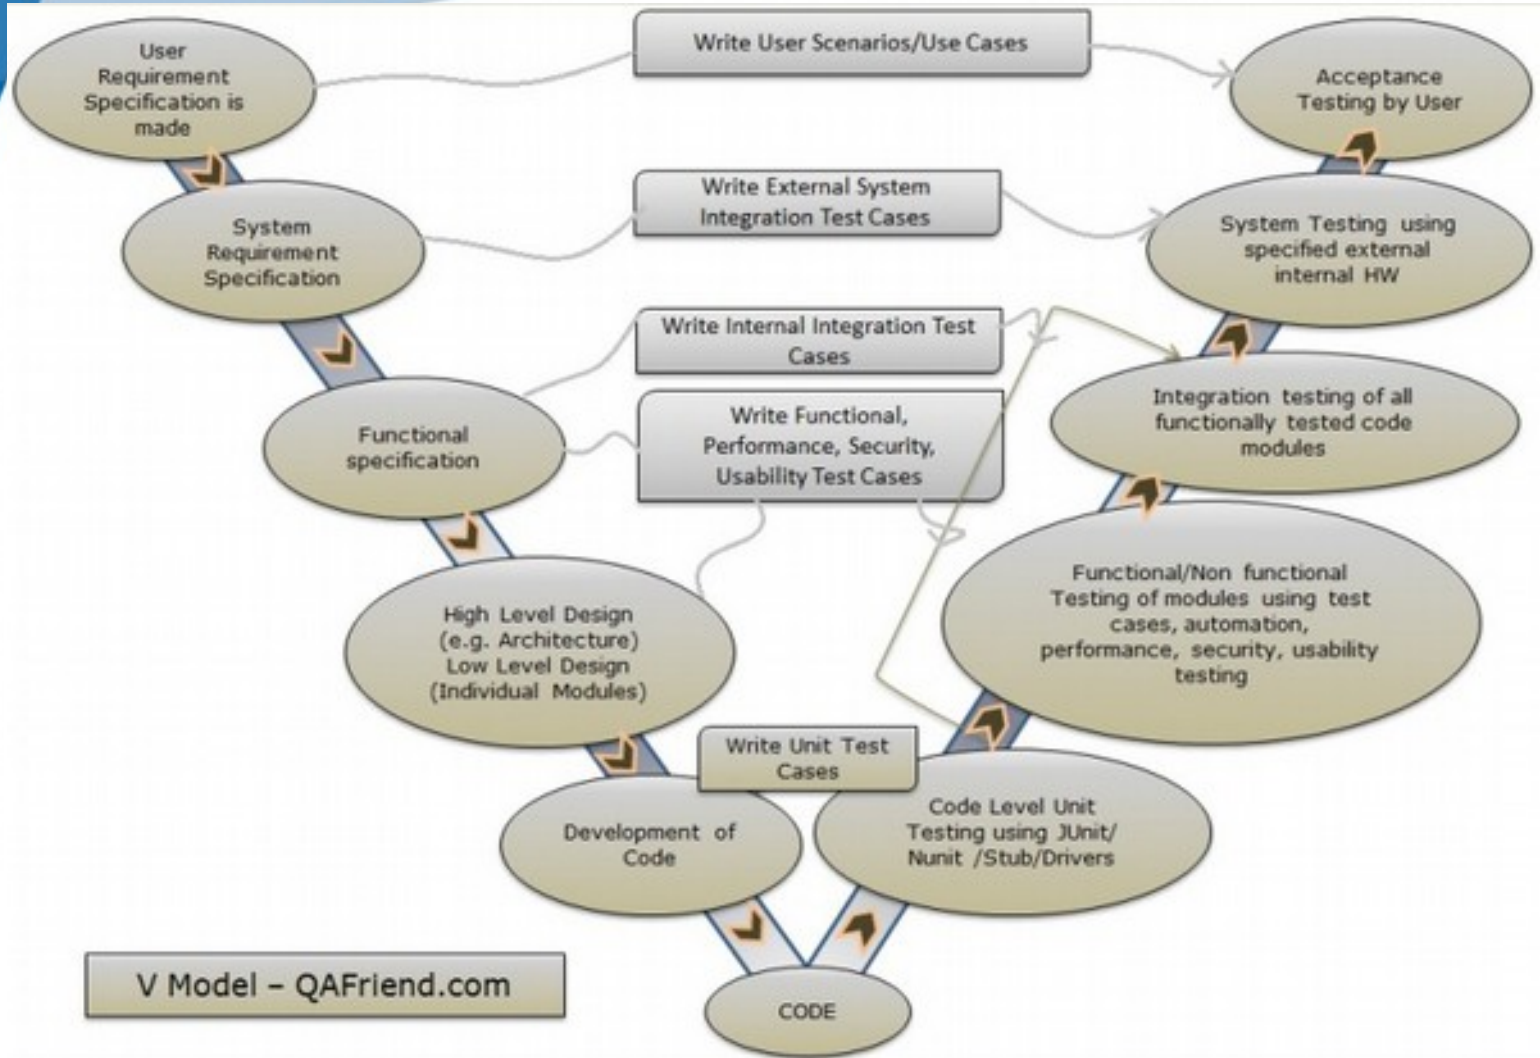 User
Requirement
Specification is
made
Write User Scenarios/Use Cases
Acceptance
Testing by User
System
Requirement
Specification
Write External System
Integration Test Cases
System Testing using
specified external
internal HW
Functional
specification
Write Internal Integration Test
Cases
Write Functional,
Performance, Security,
Usability Test Cases
Integration testing of all
functionally tested code
modules
High Level Design
(e.g. Architecture)
Low Level Design
(Individual Modules)
Functional/Non functional
Testing of modules using test
cases, automation,
performance, security, usability
testing
Write Unit Test
Cases
Development of
Code
Code Level Unit
Testing using JUnit/
Nunit /Stub/Drivers
V Model – QAFriend.com
CODE